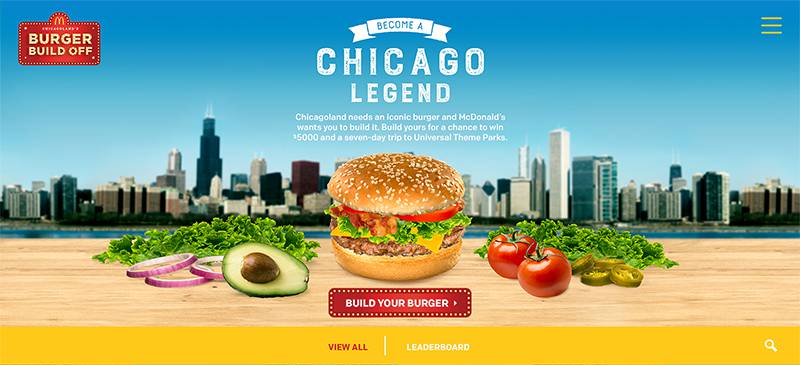 CHICAGOLAND'S
BURGER
BUILD OFF
BECOME A
CHICAGO
LEGEND
Chicagoland needs an iconic burger and McDonald's
wants you to build it. Build yours for a chance to win
$5000 and a seven-day trip to Universal Theme Parks.
BUILD YOUR BURGER
VIEW ALL
LEADERBOARD